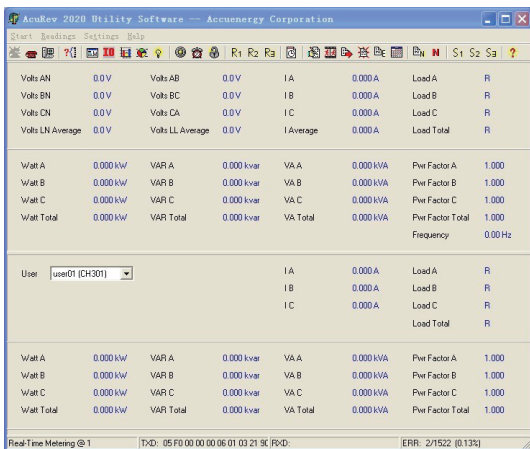 AcuRev 2020 Utility Software -- Accuenergy Corporation
Start Readings Settings Help
R1 R2 R3 S1 S2 S3 ?
Volts AN 0.0 V Volts AB 0.0 V I A 0.000 A Load A R
Volts BN 0.0 V Volts BC 0.0 V I B 0.000 A Load B R
Volts CN 0.0 V Volts CA 0.0 V I C 0.000 A Load C R
Volts LN Average 0.0 V Volts LL Average 0.0 V I Average 0.000 A Load Total R
Watt A 0.000 kW VAR A 0.000 kvar VA A 0.000 kVA Pwr Factor A 1.000
Watt B 0.000 kW VAR B 0.000 kvar VA B 0.000 kVA Pwr Factor B 1.000
Watt C 0.000 kW VAR C 0.000 kvar VA C 0.000 kVA Pwr Factor C 1.000
Watt Total 0.000 kW VAR Total 0.000 kvar VA Total 0.000 kVA Pwr Factor Total 1.000
Frequency 0.00 Hz
User user01 (CH301) I A 0.000 A Load A R
I B 0.000 A Load B R
I C 0.000 A Load C R
Load Total R
Watt A 0.000 kW VAR A 0.000 kvar VA A 0.000 kVA Pwr Factor A 1.000
Watt B 0.000 kW VAR B 0.000 kvar VA B 0.000 kVA Pwr Factor B 1.000
Watt C 0.000 kW VAR C 0.000 kvar VA C 0.000 kVA Pwr Factor C 1.000
Watt Total 0.000 kW VAR Total 0.000 kvar VA Total 0.000 kVA Pwr Factor Total 1.000
Real-Time Metering @ 1 TXD: 05 F0 00 00 00 06 01 03 21 RXD: ERR: 2/1522 (0.13%)